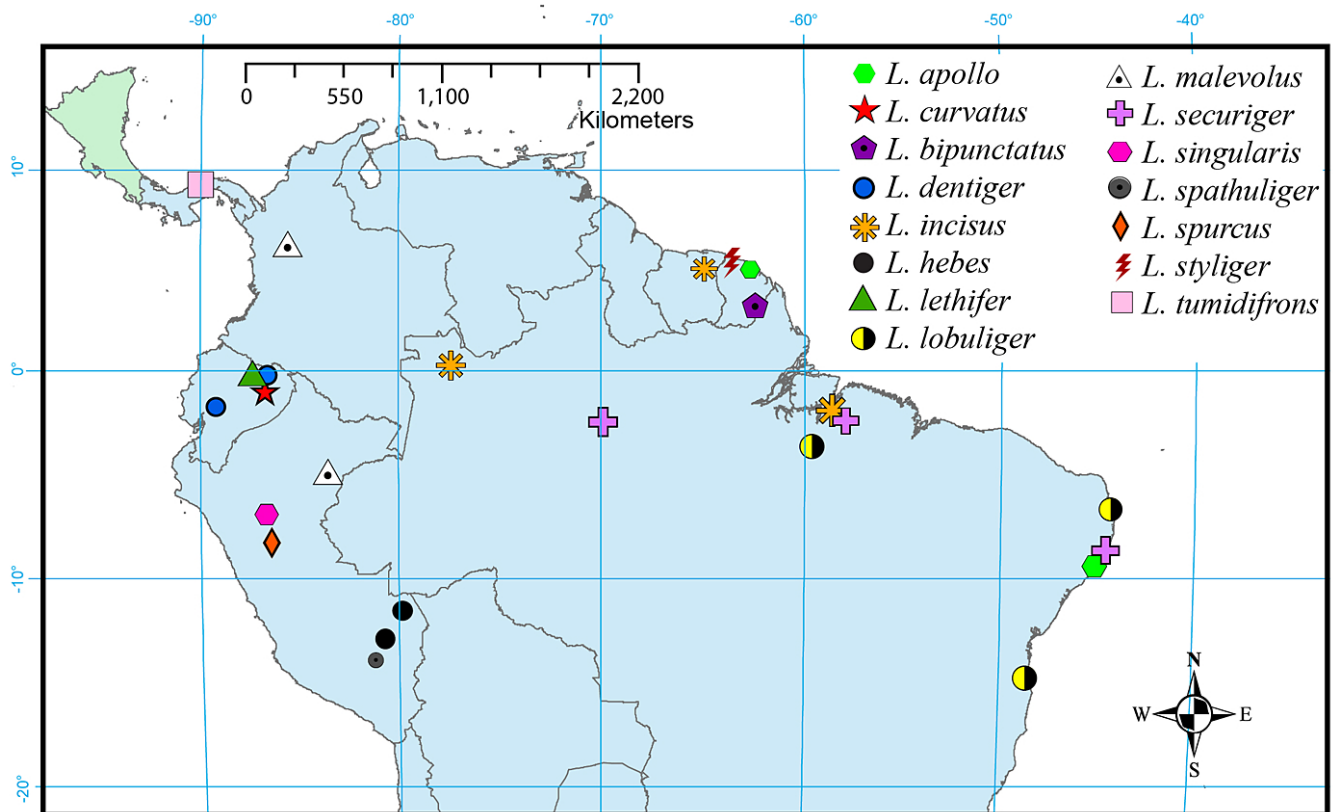 -90° -80° -70° -60° -50° -40°
0 550 1,100 2,200
Kilometers
L. apollo
L. curvatus
L. bipunctatus
L. dentiger
L. incisus
L. hebes
L. lethifer
L. lobuliger
L. malevolus
L. securiger
L. singularis
L. spathuliger
L. spurcus
L. styliger
L. tumidifrons
10°
0°
-10°
-20°
N
W E
S